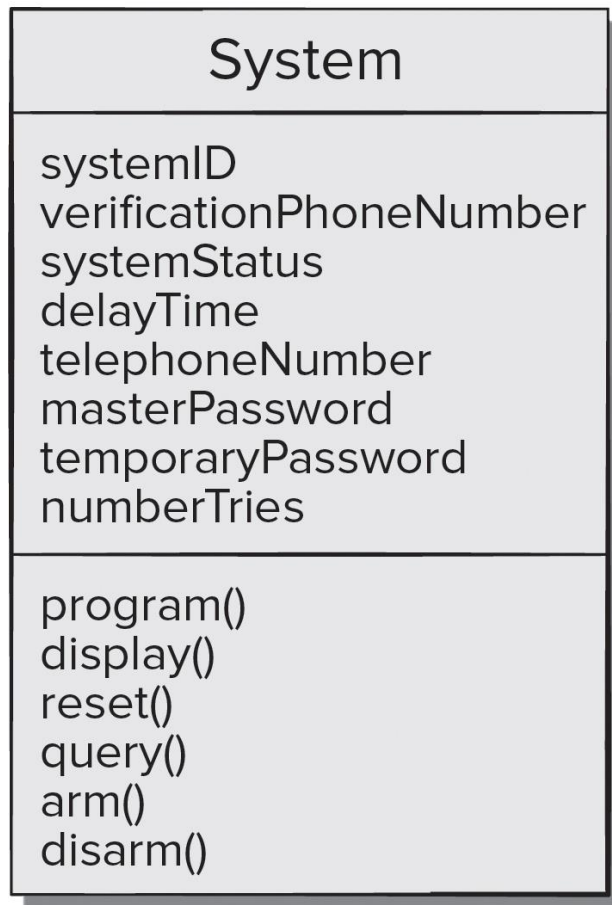 System
systemID
verificationPhoneNumber
systemStatus
delayTime
telephoneNumber
masterPassword
temporaryPassword
numberTries
program()
display()
reset()
query()
arm()
disarm()